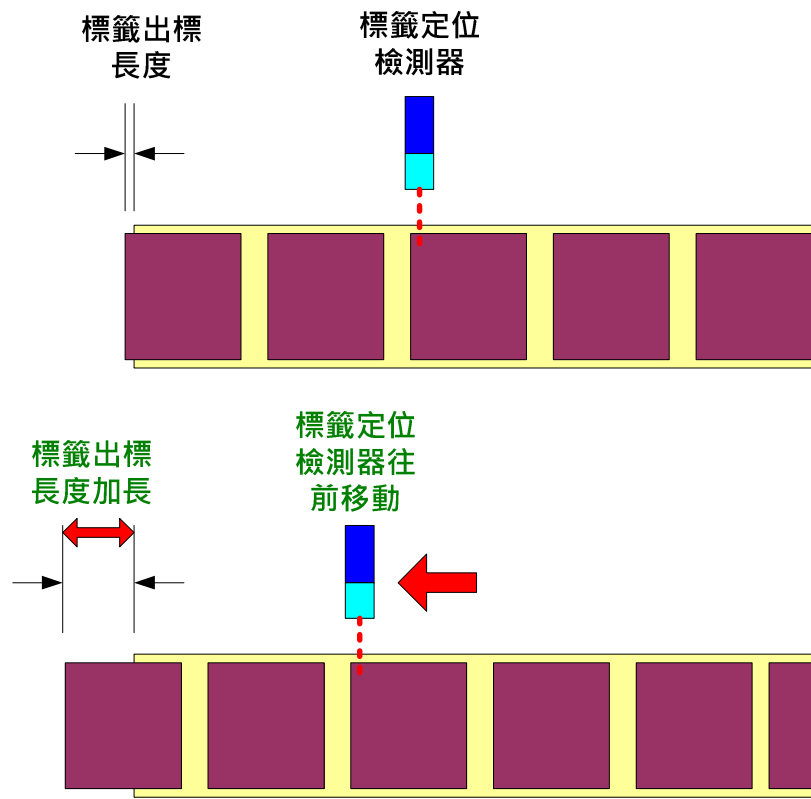 標籤出標
長度
標籤定位
檢測器
標籤出標
長度加長
標籤定位
檢測器往
前移動